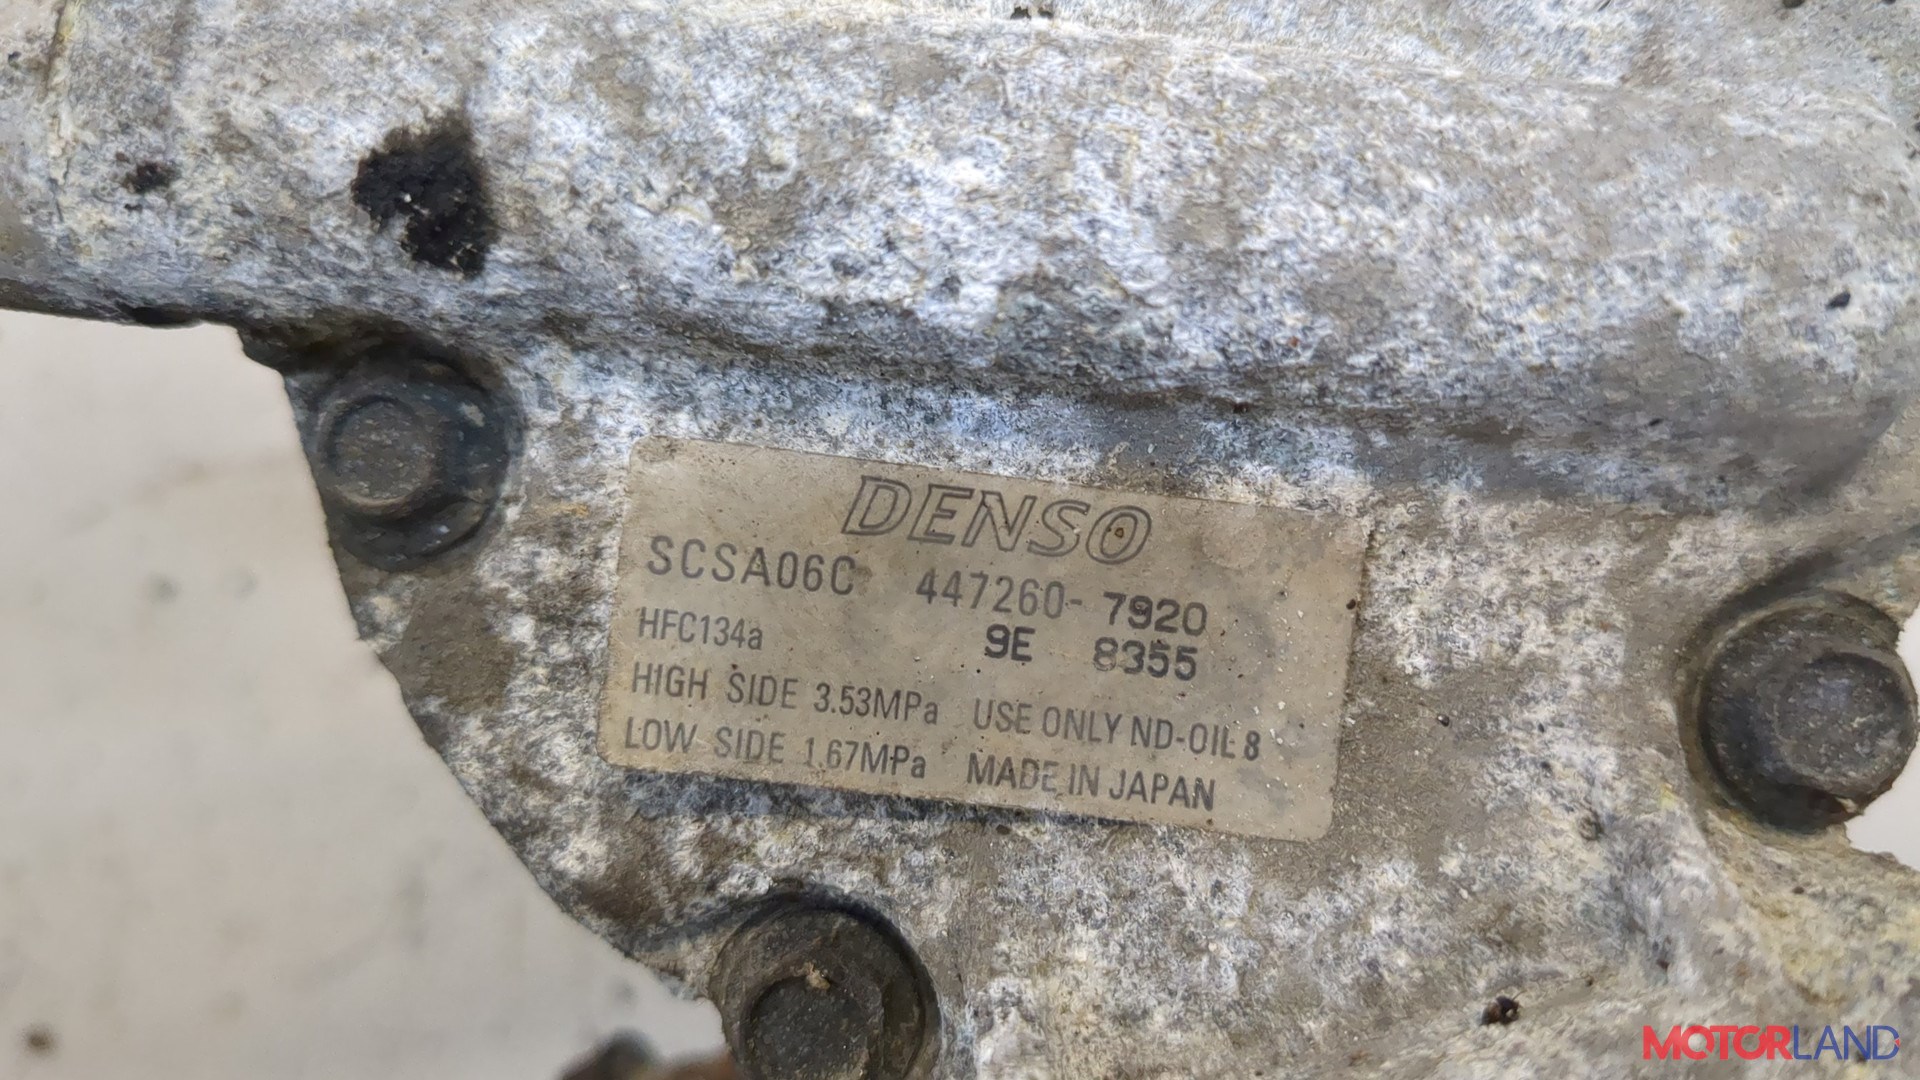 DENSO
SCSA06C 447260-7920
HFC134a 9E 8355
HIGH SIDE 3.53MPa USE ONLY ND-OIL 8
LOW SIDE 1.67MPa MADE IN JAPAN
MOTORLAND